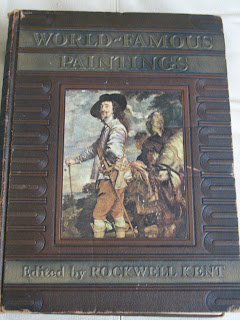 WORLD-FAMOUS
PAINTINGS
Edited by ROCKWELL KENT